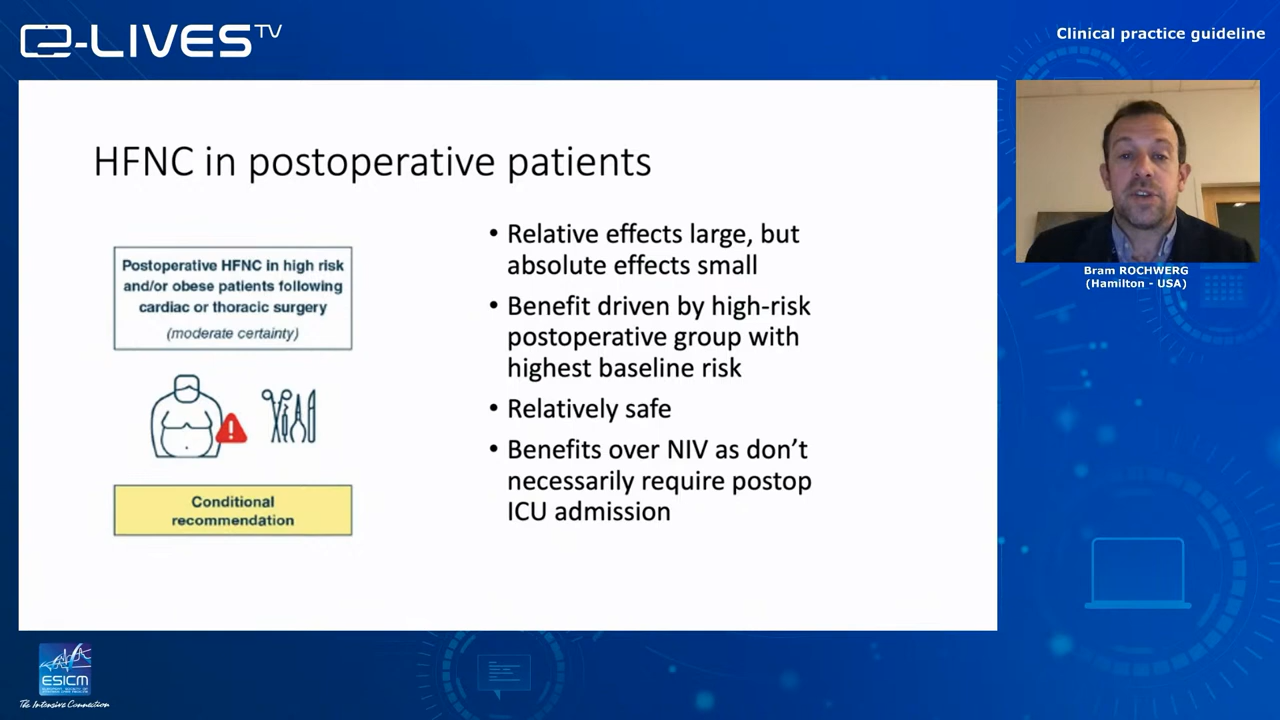 e-LIVES TV
Clinical practice guideline
HFNC in postoperative patients
Postoperative HFNC in high risk
and/or obese patients following
cardiac or thoracic surgery
(moderate certainty)
Conditional
recommendation
• Relative effects large, but
absolute effects small
• Benefit driven by high-risk
postoperative group with
highest baseline risk
• Relatively safe
• Benefits over NIV as don’t
necessarily require postop
ICU admission
Bram ROCHWERG
(Hamilton - USA)
ESICM
The Intensive Connection